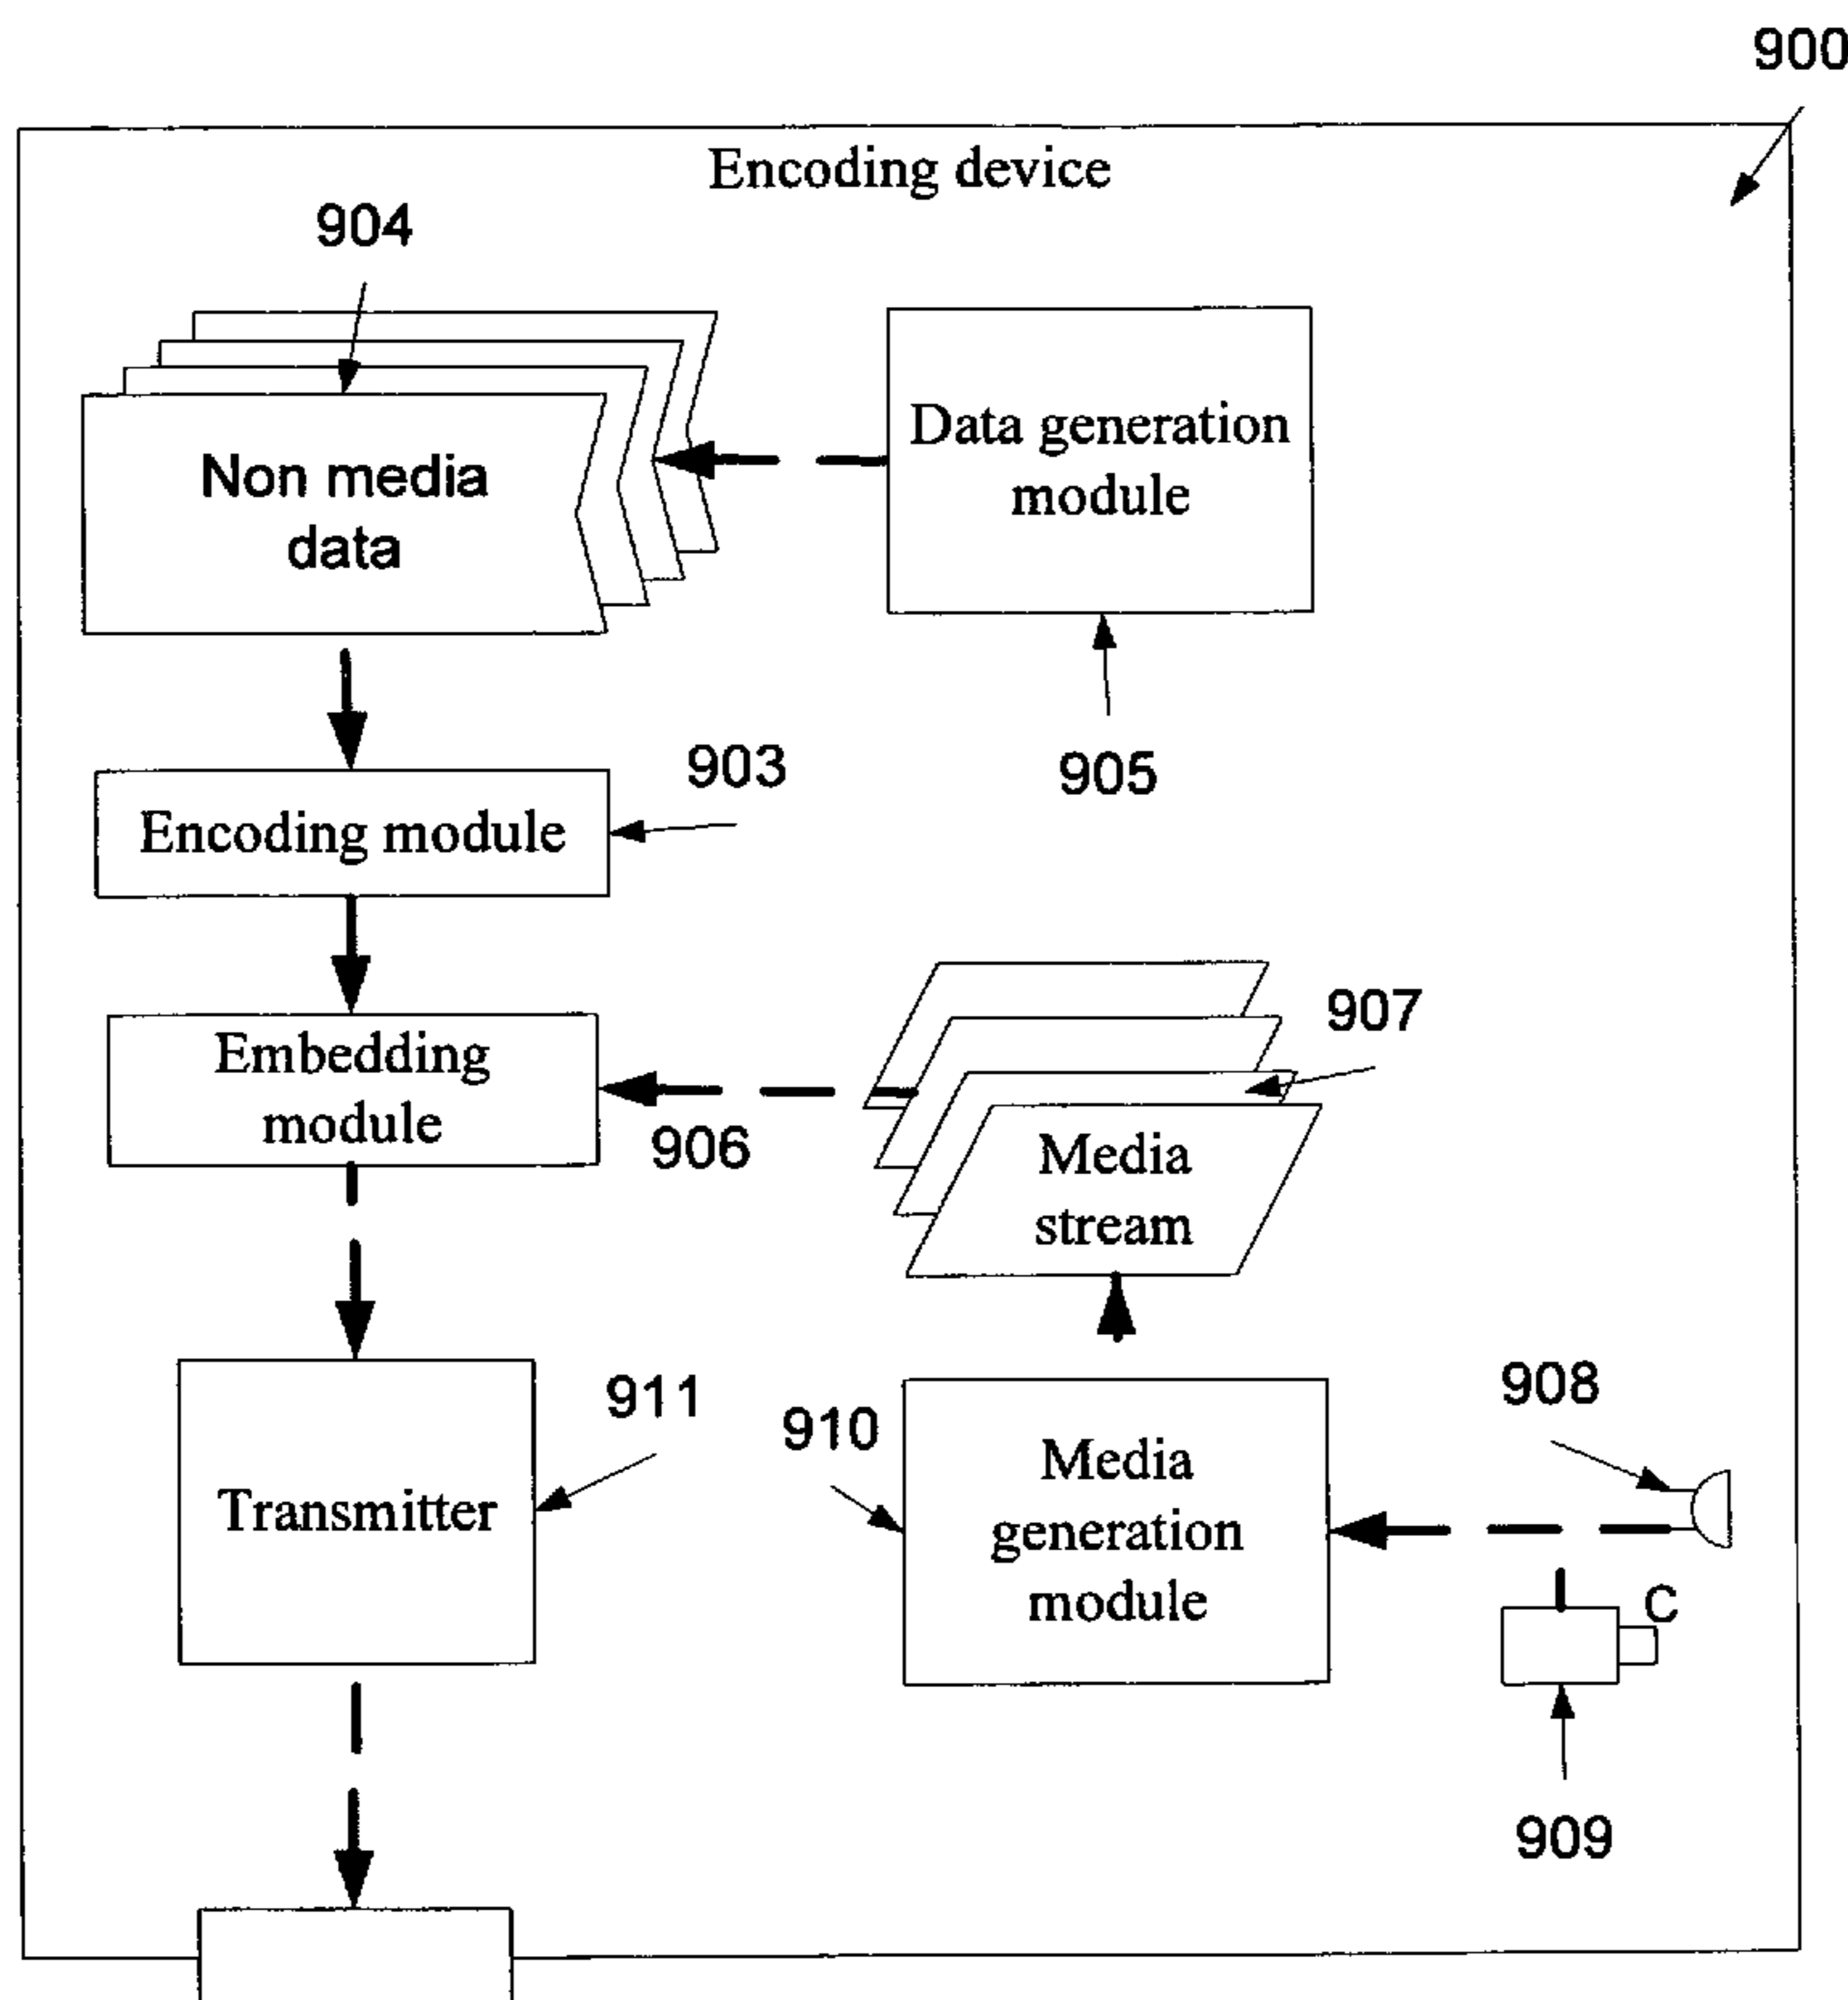 900
Encoding device
904
Non media
data
Data generation
module
905
903
Encoding module
Embedding
module
906
907
Media
stream
911
Transmitter
910
Media
generation
module
908
C
909